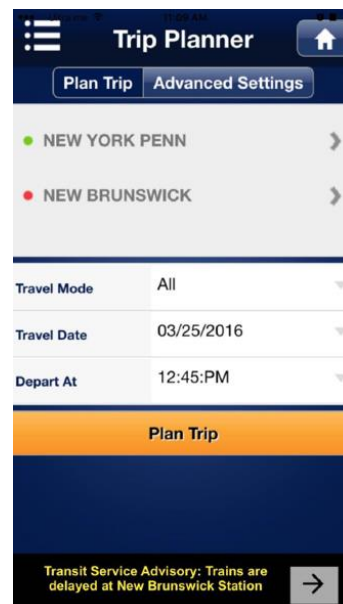 Trip Planner
Plan Trip
Advanced Settings
NEW YORK PENN
NEW BRUNSWICK
Travel Mode
All
Travel Date
03/25/2016
Depart At
12:45:PM
Plan Trip
Transit Service Advisory: Trains are
delayed at New Brunswick Station